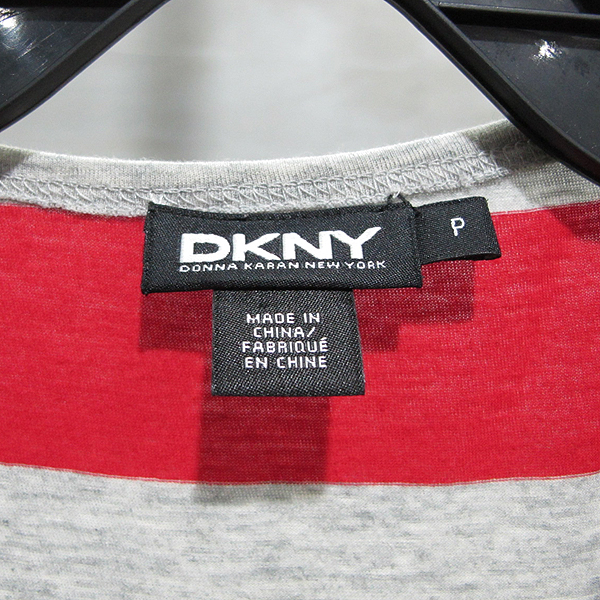 DKNY
DONNA KARAN NEW YORK
P
MADE IN
CHINA/
FABRIQUÉ
EN CHINE